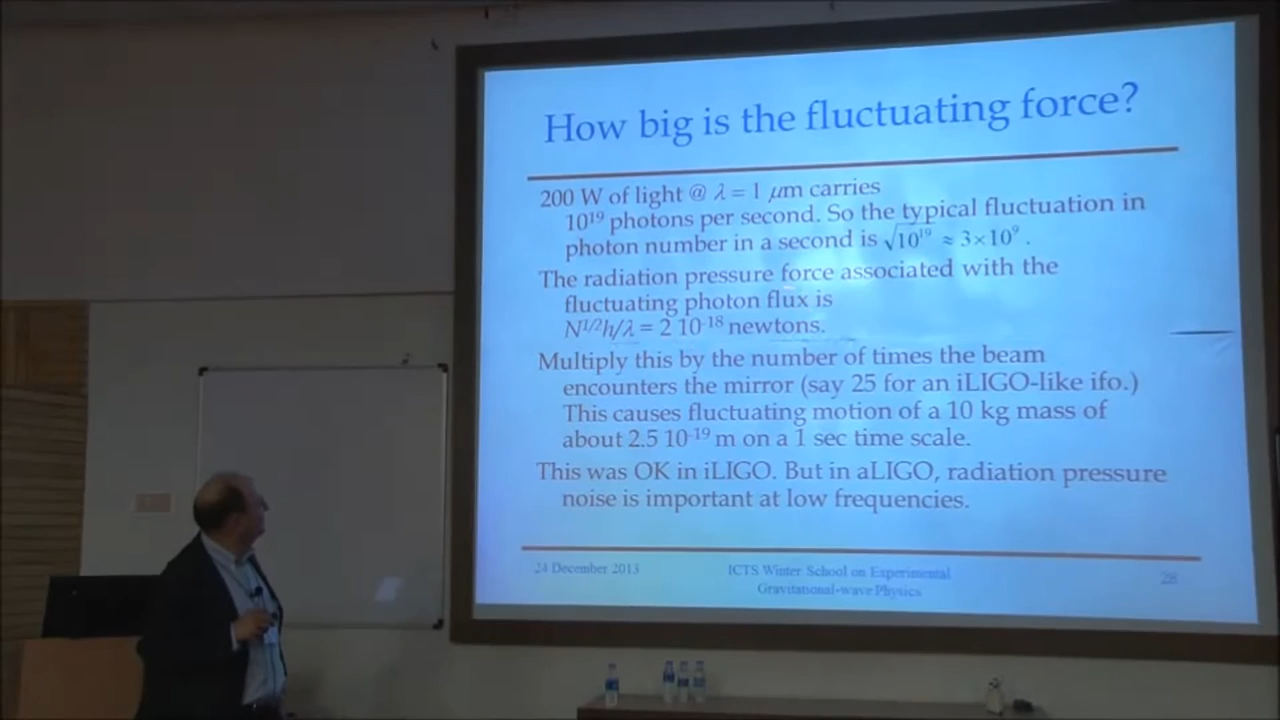 How big is the fluctuating force?
200 W of light @ λ = 1 μm carries
10¹⁹ photons per second. So the typical fluctuation in
photon number in a second is √10¹⁹ ≈ 3×10⁹ .
The radiation pressure force associated with the
fluctuating photon flux is
N¹/²h/λ = 2 10⁻¹⁸ newtons.
Multiply this by the number of times the beam
encounters the mirror (say 25 for an iLIGO-like ifo.)
This causes fluctuating motion of a 10 kg mass of
about 2.5 10⁻¹⁹ m on a 1 sec time scale.
This was OK in iLIGO. But in aLIGO, radiation pressure
noise is important at low frequencies.
24 December 2013
ICTS Winter School on Experimental
Gravitational-wave Physics
28